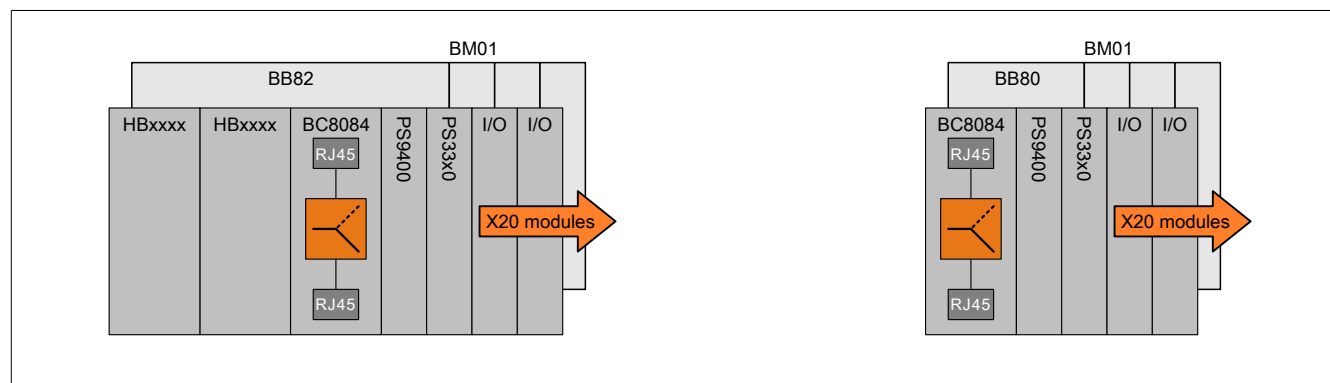 BM01
BB82
HBxxxx
HBxxxx
BC8084
PS9400
PS33x0
I/O
I/O
RJ45
X20 modules
RJ45
BM01
BB80
BC8084
PS9400
PS33x0
I/O
I/O
RJ45
X20 modules
RJ45